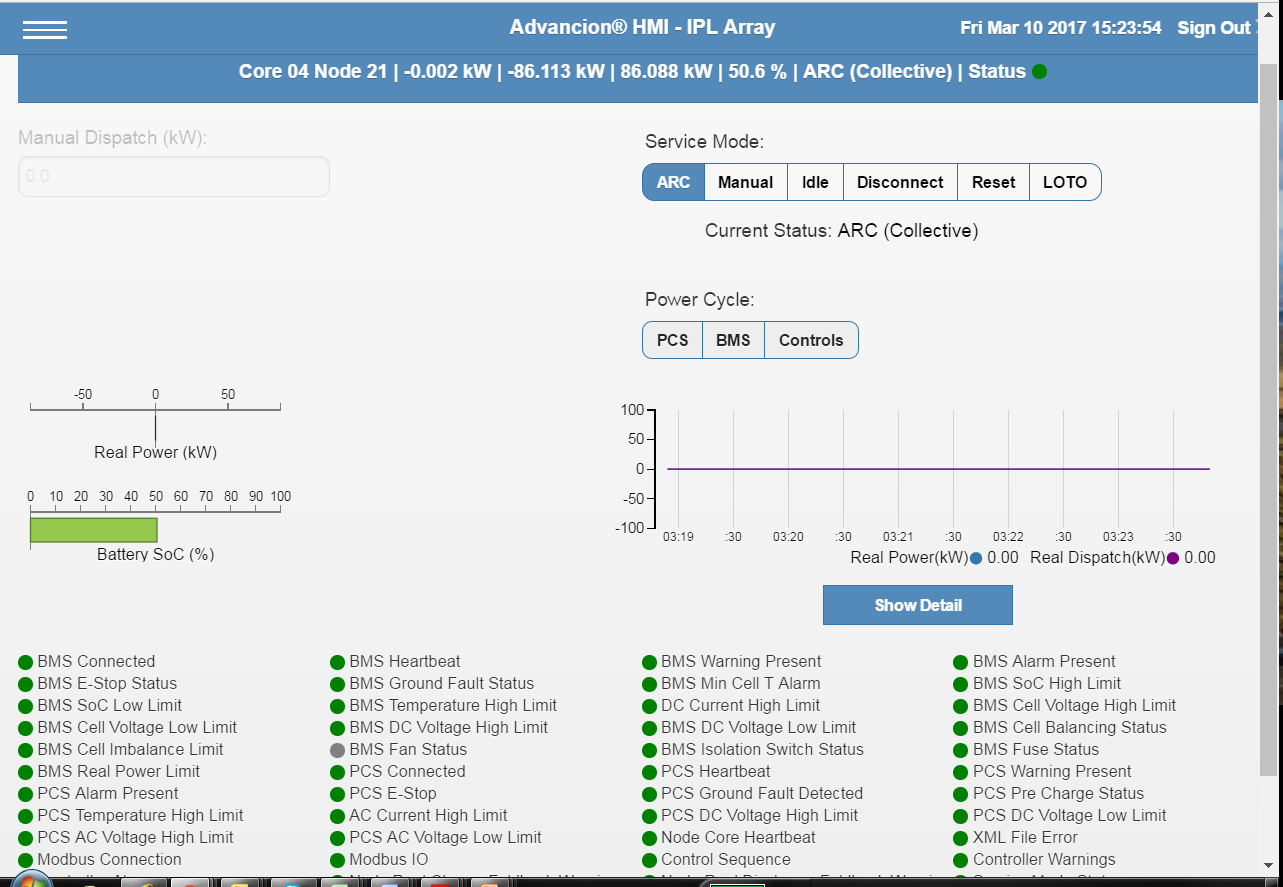 Advancion® HMI - IPL Array
Fri Mar 10 2017 15:23:54 Sign Out
Core 04 Node 21 | -0.002 kW | -86.113 kW | 86.088 kW | 50.6 % | ARC (Collective) | Status
Manual Dispatch (kW):
0.0
Service Mode:
ARC Manual Idle Disconnect Reset LOTO
Current Status: ARC (Collective)
Power Cycle:
PCS BMS Controls
-50 0 50
Real Power (kW)
0 10 20 30 40 50 60 70 80 90 100
Battery SoC (%)
100
50
0
-50
-100
03:19 :30 03:20 :30 03:21 :30 03:22 :30 03:23 :30
Real Power(kW) 0.00 Real Dispatch(kW) 0.00
Show Detail
BMS Connected BMS Heartbeat BMS Warning Present BMS Alarm Present
BMS E-Stop Status BMS Ground Fault Status BMS Min Cell T Alarm BMS SoC High Limit
BMS SoC Low Limit BMS Temperature High Limit DC Current High Limit BMS Cell Voltage High Limit
BMS Cell Voltage Low Limit BMS DC Voltage High Limit BMS DC Voltage Low Limit BMS Cell Balancing Status
BMS Cell Imbalance Limit BMS Fan Status BMS Isolation Switch Status BMS Fuse Status
BMS Real Power Limit PCS Connected PCS Heartbeat PCS Warning Present
PCS Alarm Present PCS E-Stop PCS Ground Fault Detected PCS Pre Charge Status
PCS Temperature High Limit AC Current High Limit PCS DC Voltage High Limit PCS DC Voltage Low Limit
PCS AC Voltage High Limit PCS AC Voltage Low Limit Node Core Heartbeat XML File Error
Modbus Connection Modbus IO Control Sequence Controller Warnings